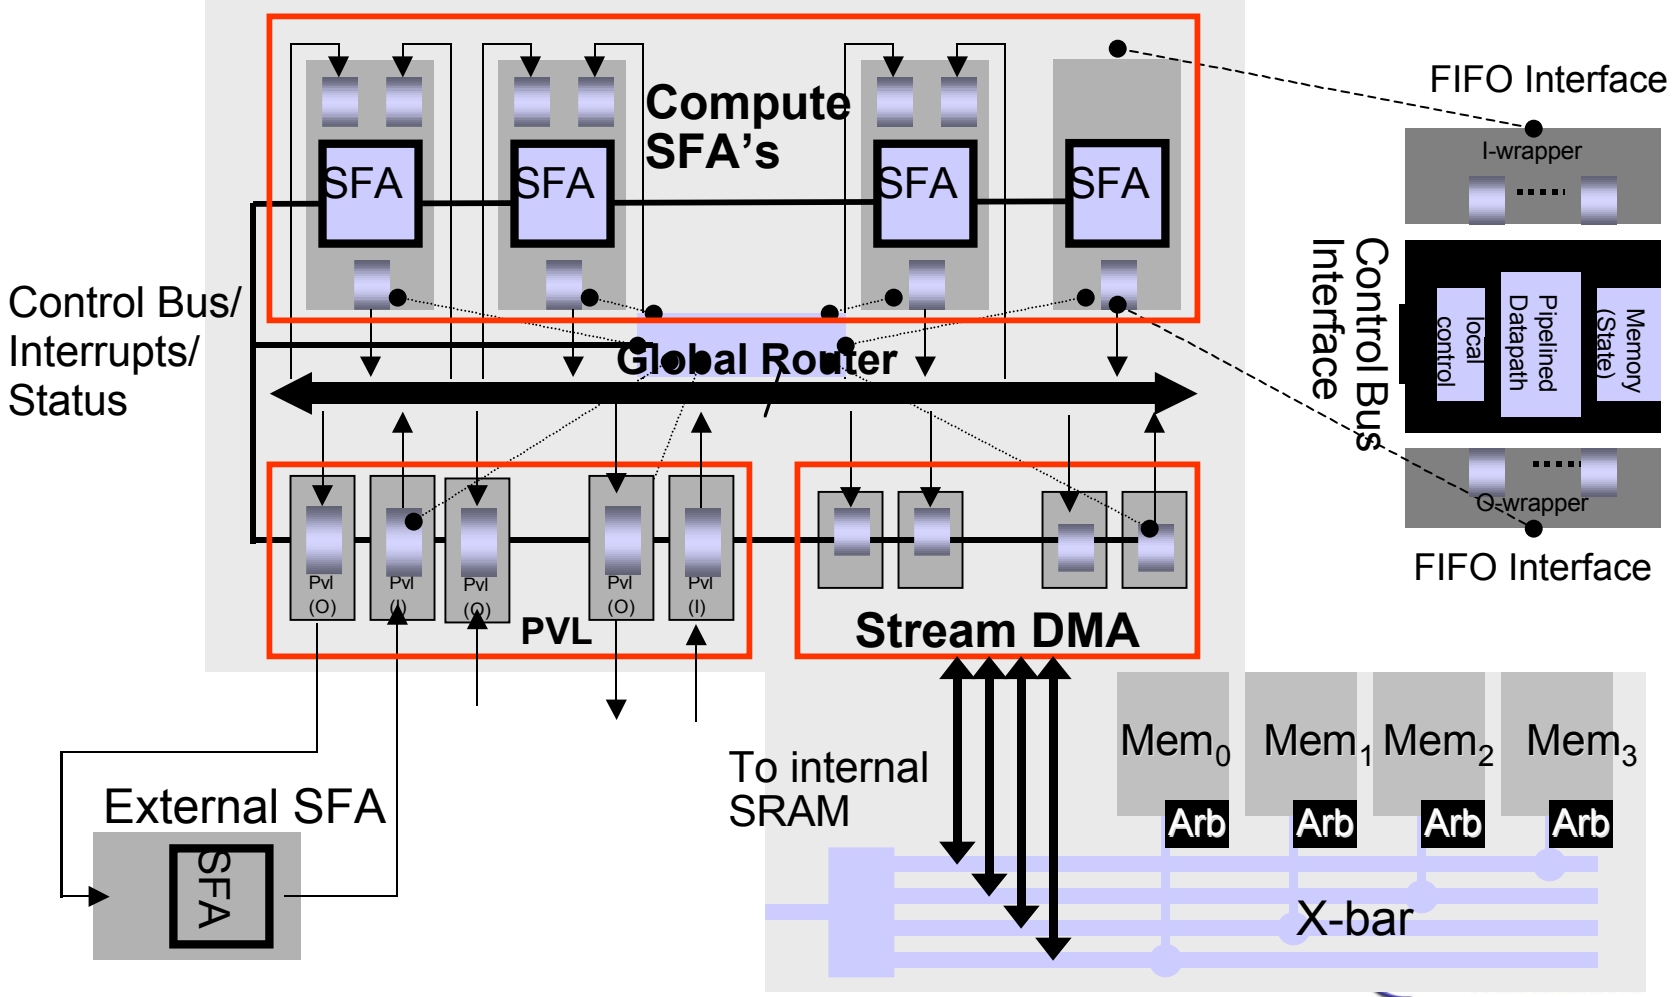 FIFO Interface
Compute
SFA's
I-wrapper
SFA
SFA
SFA
SFA
Control Bus
Interface
local
control
Pipelined
Datapath
Memory
(State)
Control Bus/
Interrupts/
Status
Global Router
O-wrapper
FIFO Interface
Pvl
(O)
Pvl
(I)
Pvl
(O)
Pvl
(O)
Pvl
(I)
PVL
Stream DMA
To internal
SRAM
Mem0
Mem1
Mem2
Mem3
External SFA
Arb
Arb
Arb
Arb
SFA
X-bar